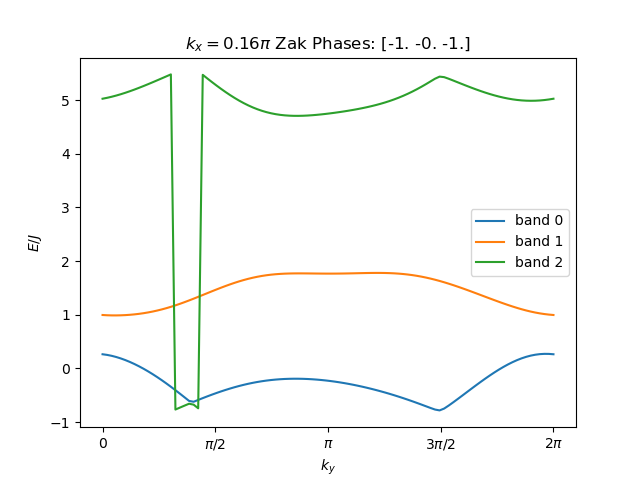 $k_x = 0.16\pi$ Zak Phases: [-1. -0. -1.]
5
4
3
2
1
0
−1
E/J
band 0
band 1
band 2
0
π/2
π
3π/2
2π
$k_y$